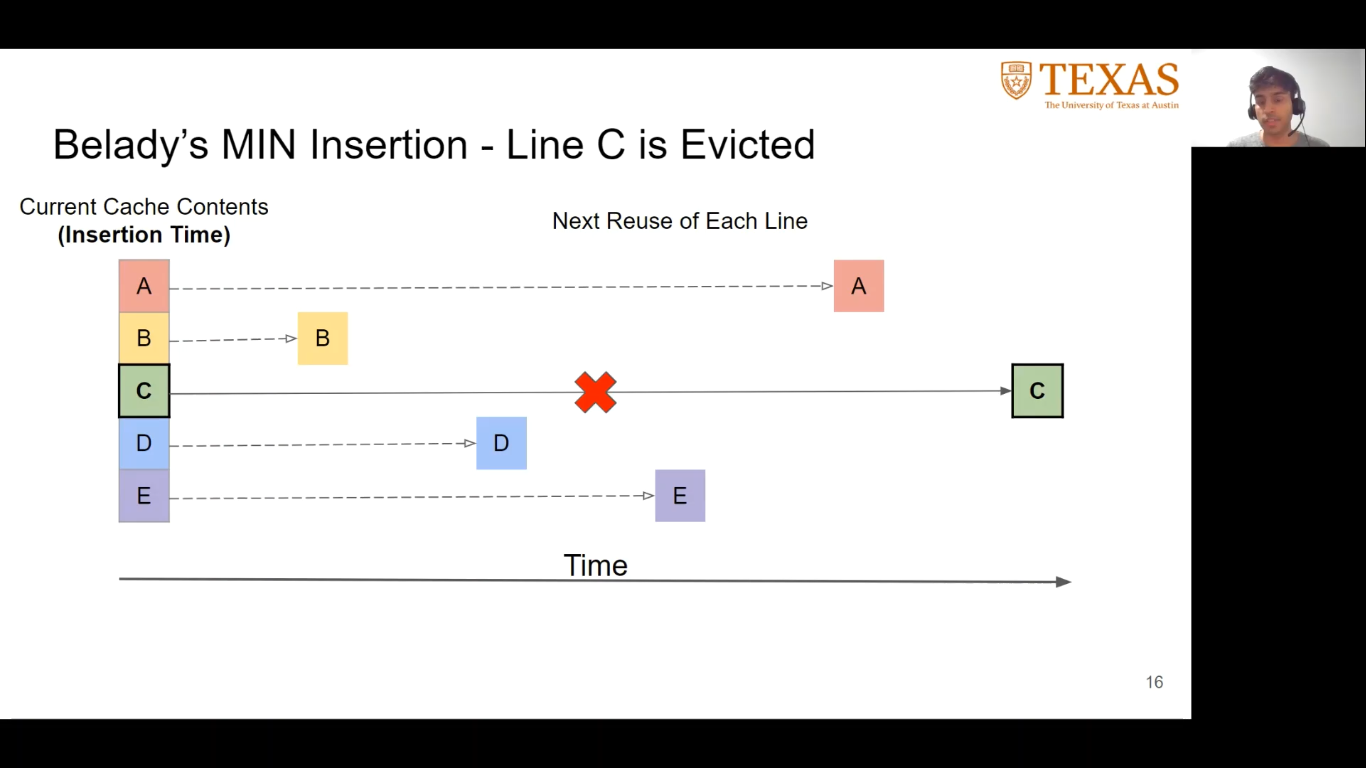 TEXAS
The University of Texas at Austin
Belady's MIN Insertion - Line C is Evicted
Current Cache Contents
(Insertion Time)
Next Reuse of Each Line
A
A
B
B
C
C
D
D
E
E
Time
16